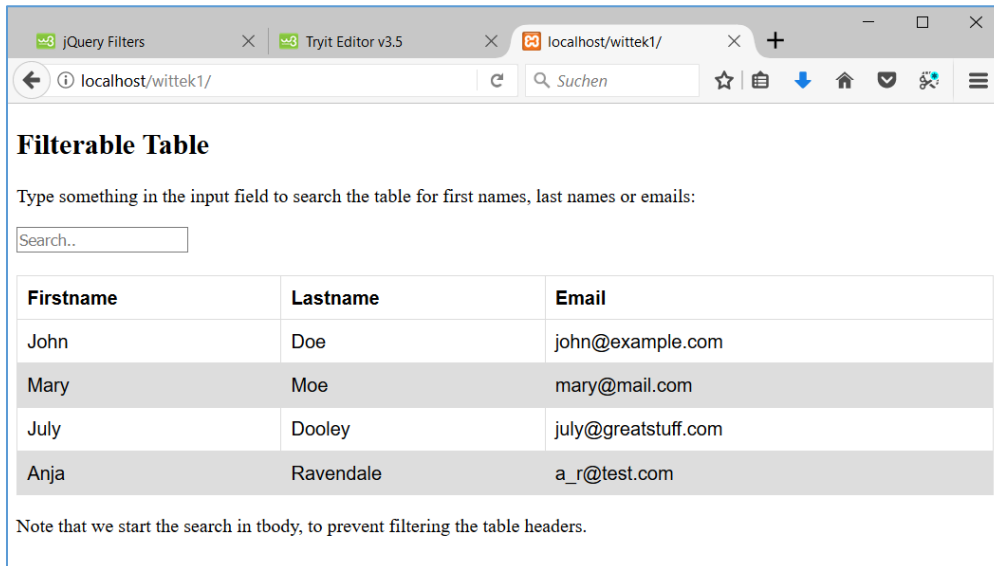 jQuery Filters Tryit Editor v3.5 localhost/wittek1/
localhost/wittek1/ Suchen
Filterable Table
Type something in the input field to search the table for first names, last names or emails:
Search..
Firstname Lastname Email
John Doe john@example.com
Mary Moe mary@mail.com
July Dooley july@greatstuff.com
Anja Ravendale a_r@test.com
Note that we start the search in tbody, to prevent filtering the table headers.